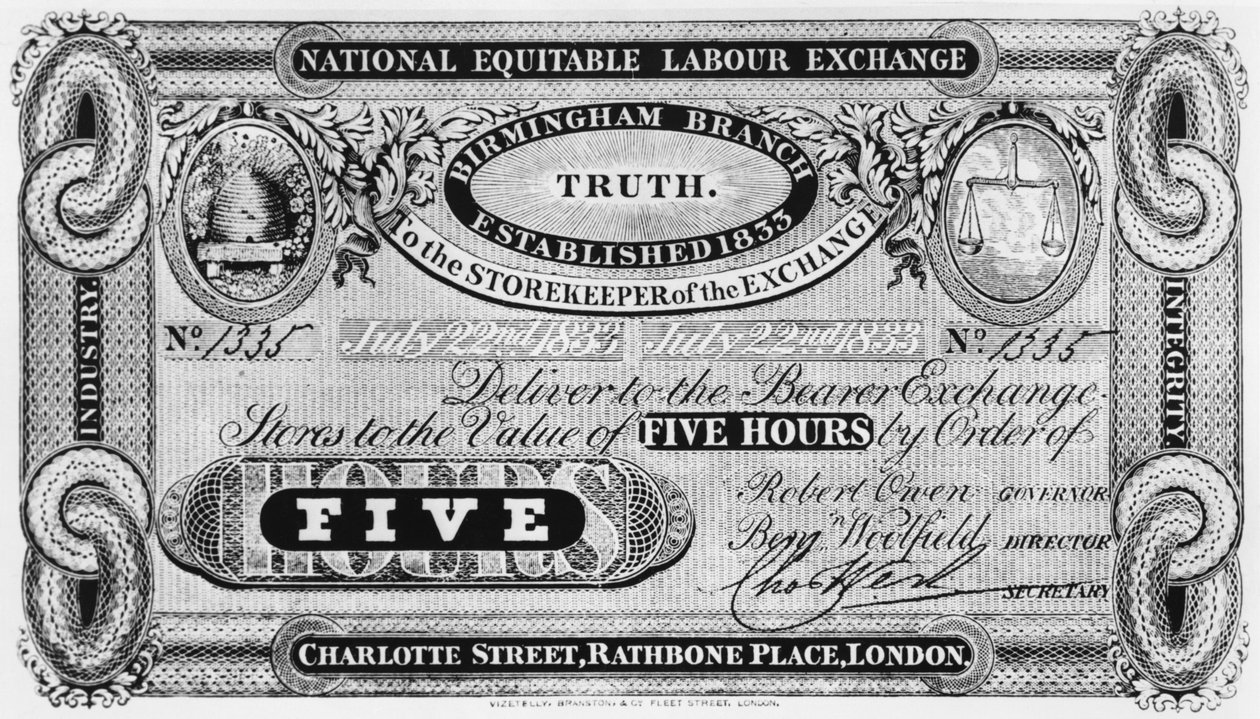 NATIONAL EQUITABLE LABOUR EXCHANGE
BIRMINGHAM BRANCH
TRUTH.
ESTABLISHED 1833
To the STOREKEEPER of the EXCHANGE
INDUSTRY.
INTEGRITY.
No. 1335 July 22nd 1833 July 22nd 1833 No. 1335
Deliver to the Bearer Exchange
Stores to the Value of FIVE HOURS by Order of
HOURS
FIVE
Robert Owen GOVERNOR
Benjn Woolfield DIRECTOR
SECRETARY
CHARLOTTE STREET, RATHBONE PLACE, LONDON.
VIZETELLY, BRANSTON, & CO FLEET STREET, LONDON.